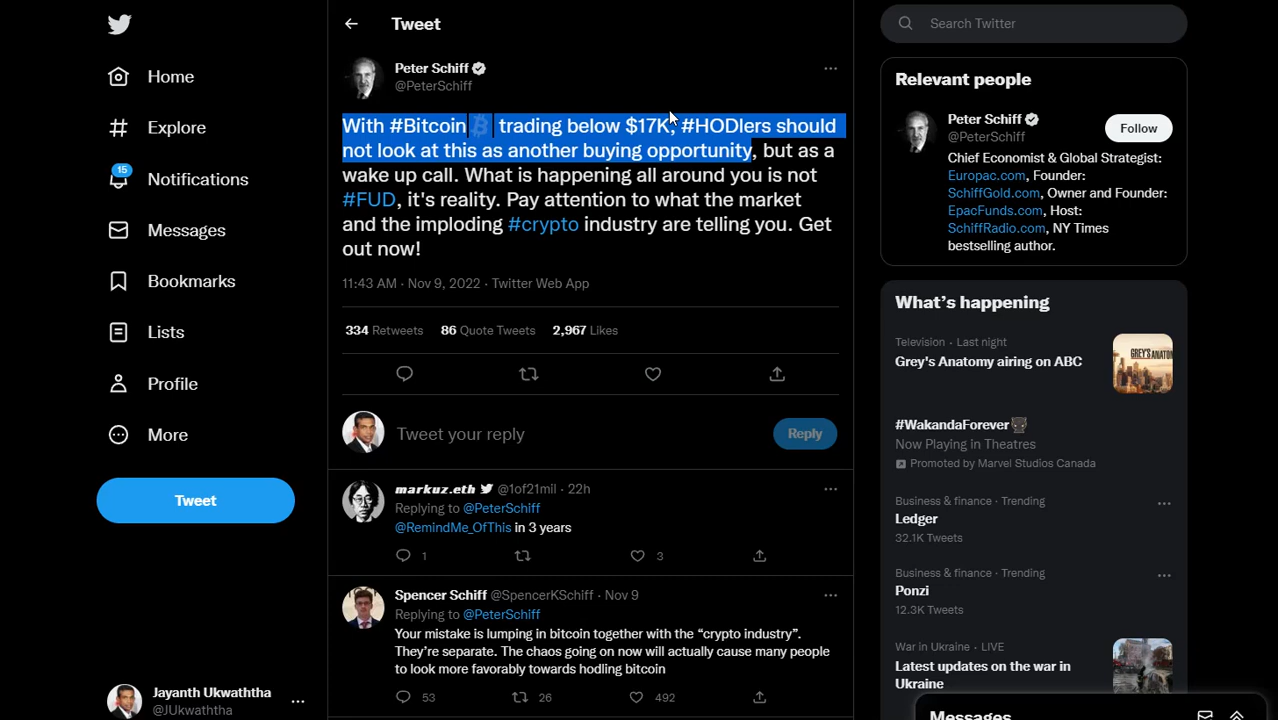 Home
Explore
15
Notifications
Messages
Bookmarks
Lists
Profile
More
Tweet
Jayanth Ukwaththa
@JUkwaththa
Tweet
Peter Schiff
@PeterSchiff
With #Bitcoin trading below $17K, #HODlers should
not look at this as another buying opportunity, but as a
wake up call. What is happening all around you is not
#FUD, it's reality. Pay attention to what the market
and the imploding #crypto industry are telling you. Get
out now!
11:43 AM · Nov 9, 2022 · Twitter Web App
334 Retweets 86 Quote Tweets 2,967 Likes
Tweet your reply
Reply
markuz.eth @1of21mil · 22h
Replying to @PeterSchiff
@RemindMe_OfThis in 3 years
1 3
Spencer Schiff @SpencerKSchiff · Nov 9
Replying to @PeterSchiff
Your mistake is lumping in bitcoin together with the “crypto industry”.
They’re separate. The chaos going on now will actually cause many people
to look more favorably towards hodling bitcoin
53 26 492
Search Twitter
Relevant people
Peter Schiff
@PeterSchiff
Follow
Chief Economist & Global Strategist:
Europac.com, Founder:
SchiffGold.com, Owner and Founder:
EpacFunds.com, Host:
SchiffRadio.com, NY Times
bestselling author.
What’s happening
Television · Last night
Grey's Anatomy airing on ABC
GREY'S ANATOM
#WakandaForever
Now Playing in Theatres
Promoted by Marvel Studios Canada
Business & finance · Trending
Ledger
32.1K Tweets
Business & finance · Trending
Ponzi
12.3K Tweets
War in Ukraine · LIVE
Latest updates on the war in
Ukraine
Messages